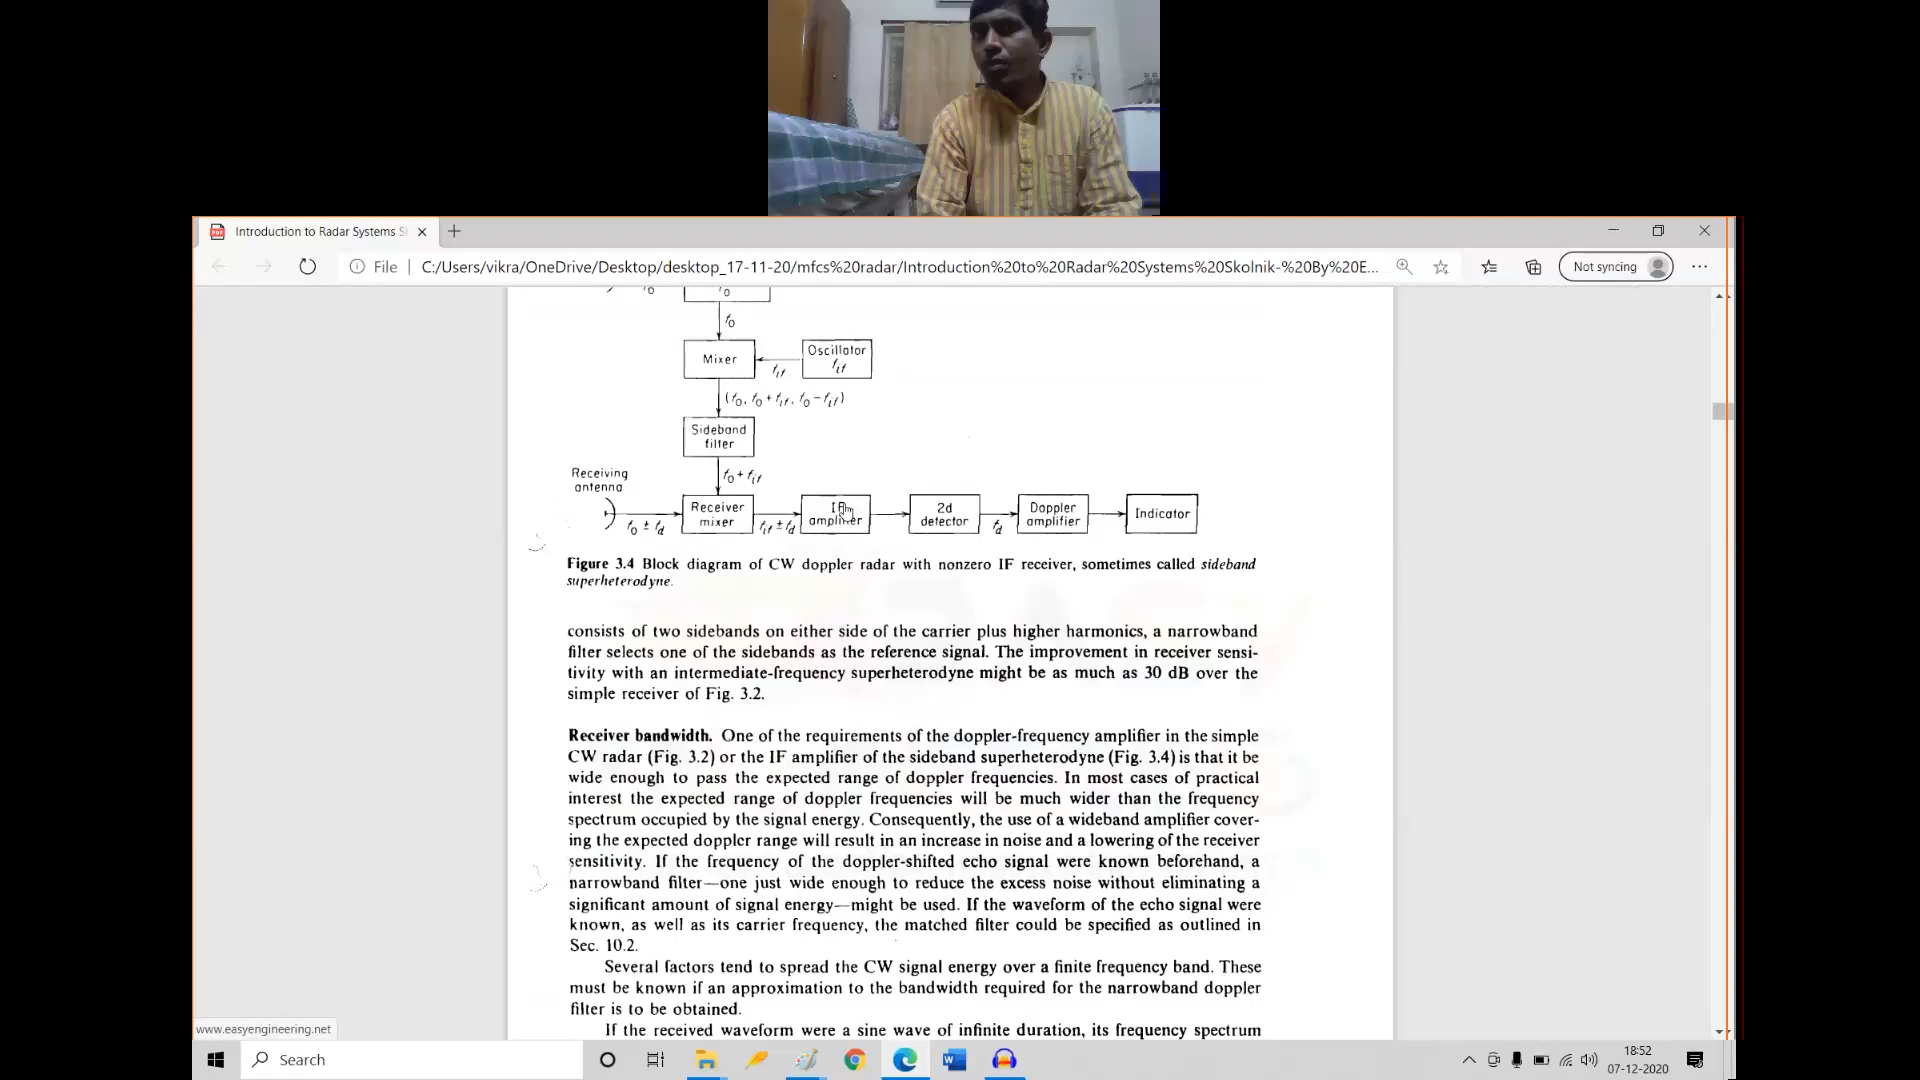 Introduction to Radar Systems S
File
C:/Users/vikra/OneDrive/Desktop/desktop_17-11-20/mfcs%20radar/Introduction%20to%20Radar%20Systems%20Skolnik-%20By%20E...
Not syncing
f0
Mixer
fif
Oscillator
fif
(f0, f0 + fif, f0 − fif)
Sideband
filter
f0 + fif
Receiving
antenna
f0 ± fd
Receiver
mixer
fif ± fd
amplifier
2d
detector
fd
Doppler
amplifier
Indicator
Figure 3.4 Block diagram of CW doppler radar with nonzero IF receiver, sometimes called sideband
superheterodyne.
consists of two sidebands on either side of the carrier plus higher harmonics, a narrowband
filter selects one of the sidebands as the reference signal. The improvement in receiver sensi-
tivity with an intermediate-frequency superheterodyne might be as much as 30 dB over the
simple receiver of Fig. 3.2.
Receiver bandwidth. One of the requirements of the doppler-frequency amplifier in the simple
CW radar (Fig. 3.2) or the IF amplifier of the sideband superheterodyne (Fig. 3.4) is that it be
wide enough to pass the expected range of doppler frequencies. In most cases of practical
interest the expected range of doppler frequencies will be much wider than the frequency
spectrum occupied by the signal energy. Consequently, the use of a wideband amplifier cover-
ing the expected doppler range will result in an increase in noise and a lowering of the receiver
sensitivity. If the frequency of the doppler-shifted echo signal were known beforehand, a
narrowband filter—one just wide enough to reduce the excess noise without eliminating a
significant amount of signal energy—might be used. If the waveform of the echo signal were
known, as well as its carrier frequency, the matched filter could be specified as outlined in
Sec. 10.2.
Several factors tend to spread the CW signal energy over a finite frequency band. These
must be known if an approximation to the bandwidth required for the narrowband doppler
filter is to be obtained.
If the received waveform were a sine wave of infinite duration, its frequency spectrum
www.easyengineering.net
Search
18:52
07-12-2020